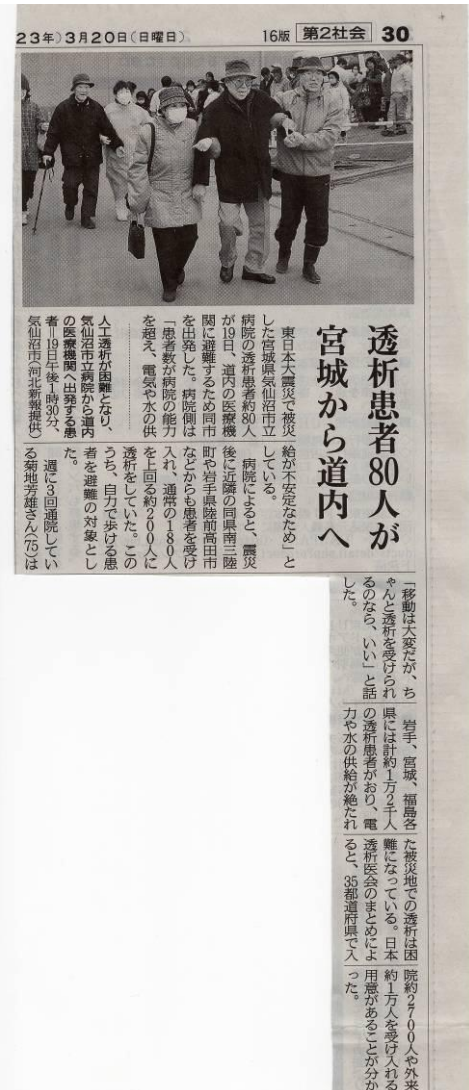 23年)3月20日(日曜日)
16版 第2社会 30
透析患者80人が
宮城から道内へ
東日本大震災で被災
した宮城県気仙沼市立
病院の透析患者約80人
が19日、道内の医療機
関に避難するため同市
を出発した。病院側は
「患者数が病院の能力
を超え、電気や水の供
給が不安定なため」と
している。
病院によると、震災
後に近隣の同県南三陸
町や岩手県陸前高田市
などからも患者を受け
入れ、通常の180人
を上回る約200人に
透析をしていた。この
うち、自力で歩ける患
者を避難の対象とし
た。
週に3回通院してい
る菊地芳雄さん(75)は
「移動は大変だが、ち
ゃんと透析を受けられ
るのなら、いい」と話
した。
岩手、宮城、福島各
県には計約1万2千人
の透析患者がおり、電
力や水の供給が絶たれ
た被災地での透析は困
難になっている。日本
透析医会のまとめによ
ると、35都道府県で入
院約2700人や外来
約1万人を受け入れる
用意があることが分か
った。
人工透析が困難となり、
気仙沼市立病院から道内
の医療機関へ出発する患
者＝19日午後1時30分、
気仙沼市(河北新報提供)